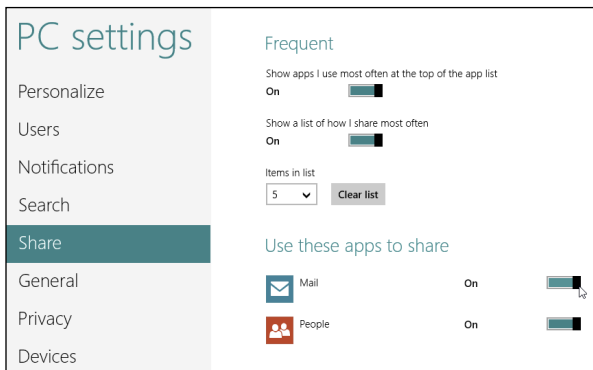 PC settings
Personalize
Users
Notifications
Search
Share
General
Privacy
Devices
Frequent
Show apps I use most often at the top of the app list
On
Show a list of how I share most often
On
Items in list
5 Clear list
Use these apps to share
Mail On
People On